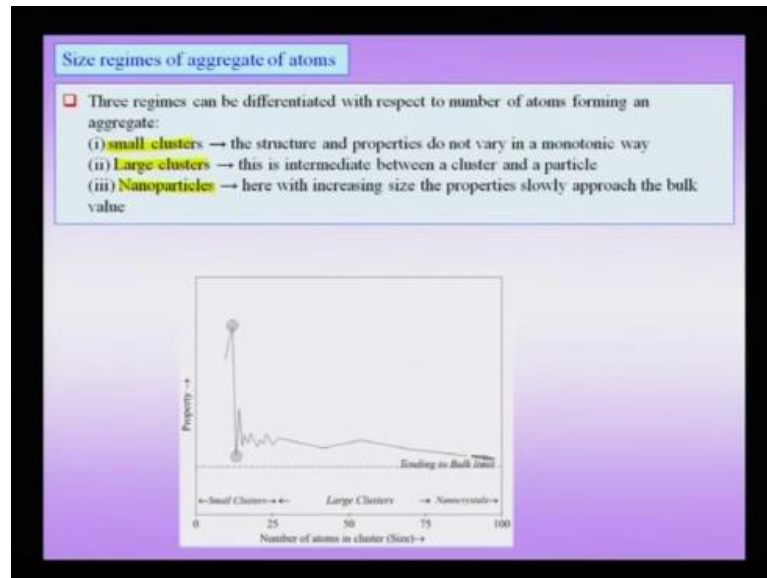 Size regimes of aggregate of atoms
Three regimes can be differentiated with respect to number of atoms forming an
aggregate:
(i) small clusters → the structure and properties do not vary in a monotonic way
(ii) Large clusters → this is intermediate between a cluster and a particle
(iii) Nanoparticles → here with increasing size the properties slowly approach the bulk
value
Property →
Tending to Bulk limit
←Small Clusters→← Large Clusters → Nanocrystals→
0 25 50 75 100
Number of atoms in cluster (Size)→